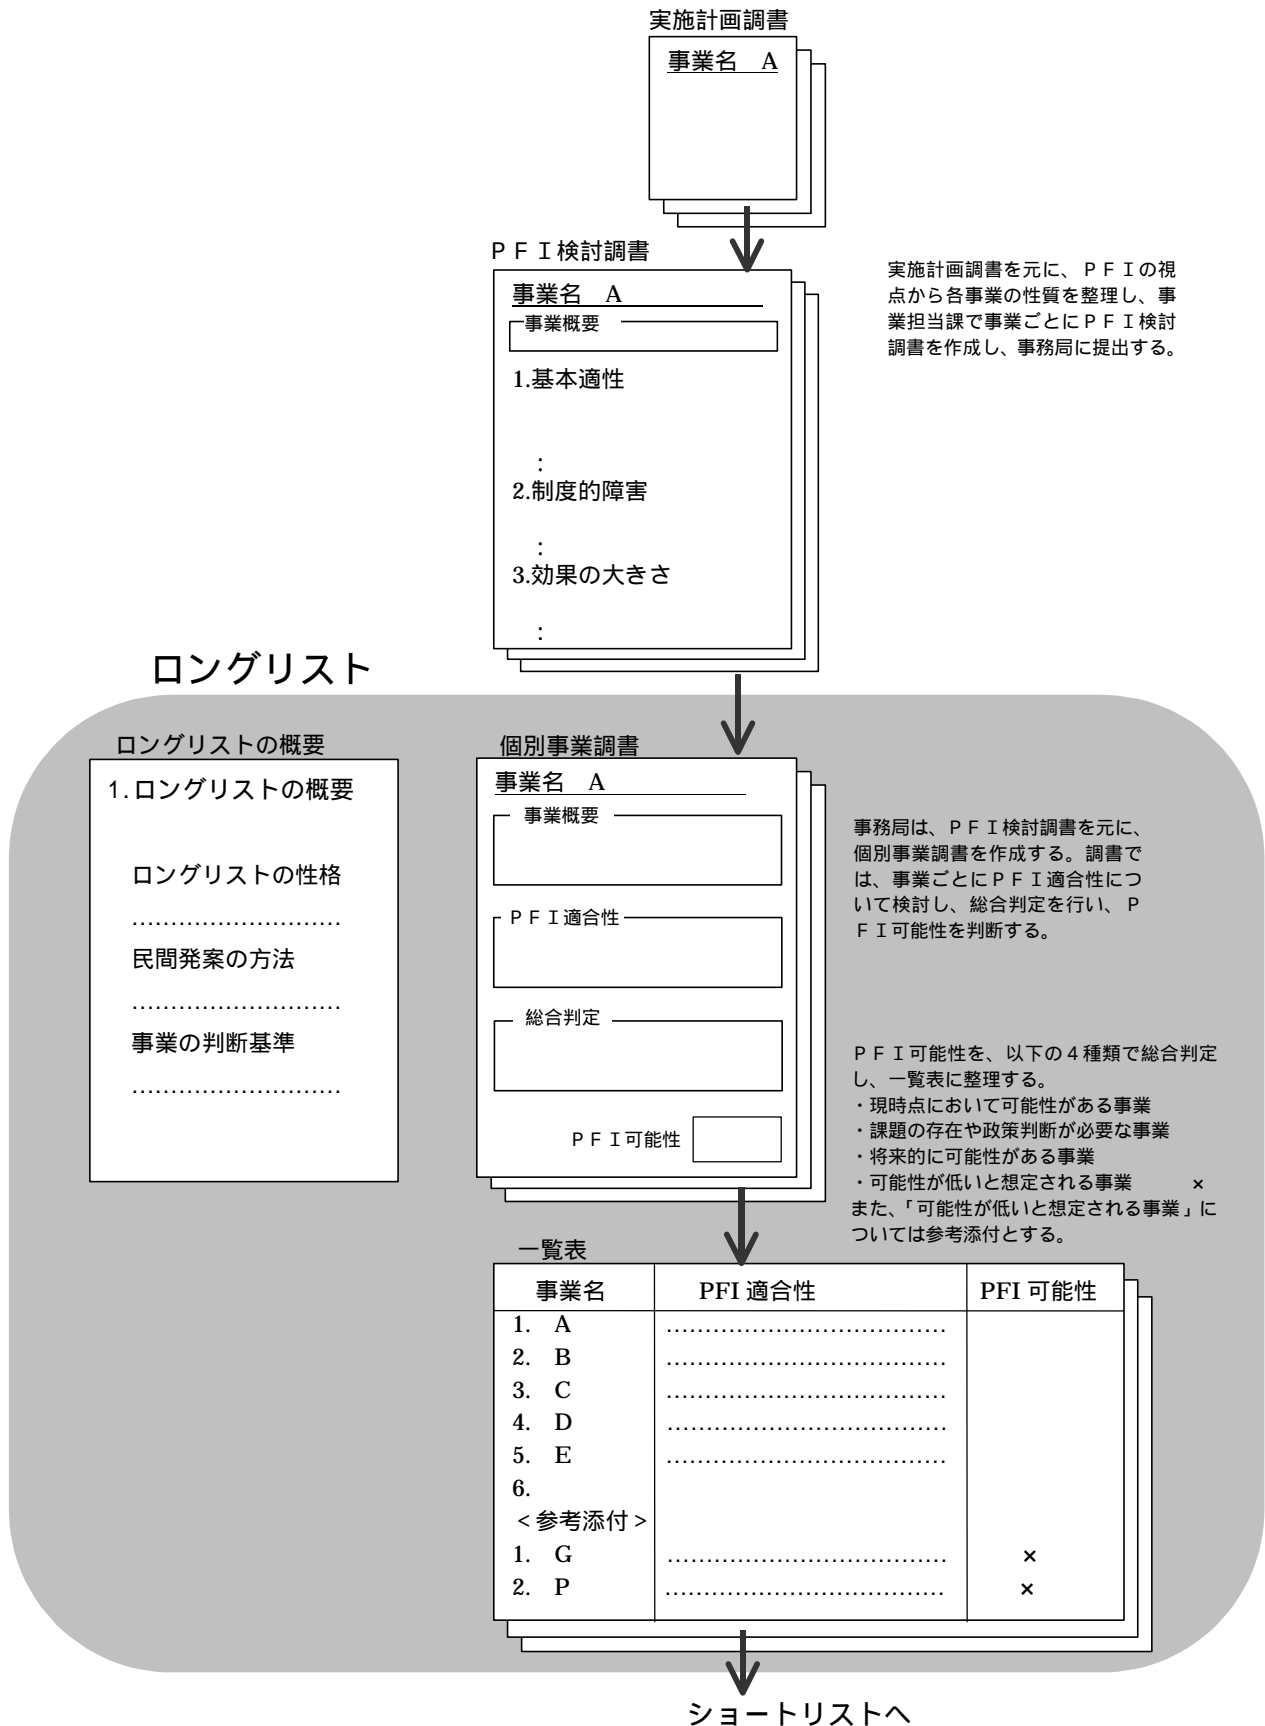 実施計画調書
事業名　A
ＰＦＩ検討調書
事業名　A
事業概要
1.基本適性
：
2.制度的障害
：
3.効果の大きさ
：
実施計画調書を元に、ＰＦＩの視
点から各事業の性質を整理し、事
業担当課で事業ごとにＰＦＩ検討
調書を作成し、事務局に提出する。
ロングリスト
ロングリストの概要
1.ロングリストの概要
ロングリストの性格
………………………
民間発案の方法
………………………
事業の判断基準
………………………
個別事業調書
事業名　A
事業概要
ＰＦＩ適合性
総合判定
ＰＦＩ可能性
事務局は、ＰＦＩ検討調書を元に、
個別事業調書を作成する。調書で
は、事業ごとにＰＦＩ適合性につ
いて検討し、総合判定を行い、Ｐ
ＦＩ可能性を判断する。
ＰＦＩ可能性を、以下の４種類で総合判定
し、一覧表に整理する。
・現時点において可能性がある事業
・課題の存在や政策判断が必要な事業
・将来的に可能性がある事業
・可能性が低いと想定される事業　　　×
また、「可能性が低いと想定される事業」に
ついては参考添付とする。
一覧表
事業名　PFI 適合性　PFI 可能性
1.　A　………………………………
2.　B　………………………………
3.　C　………………………………
4.　D　………………………………
5.　E　………………………………
6.
＜参考添付＞
1.　G　………………………………　×
2.　P　………………………………　×
ショートリストへ